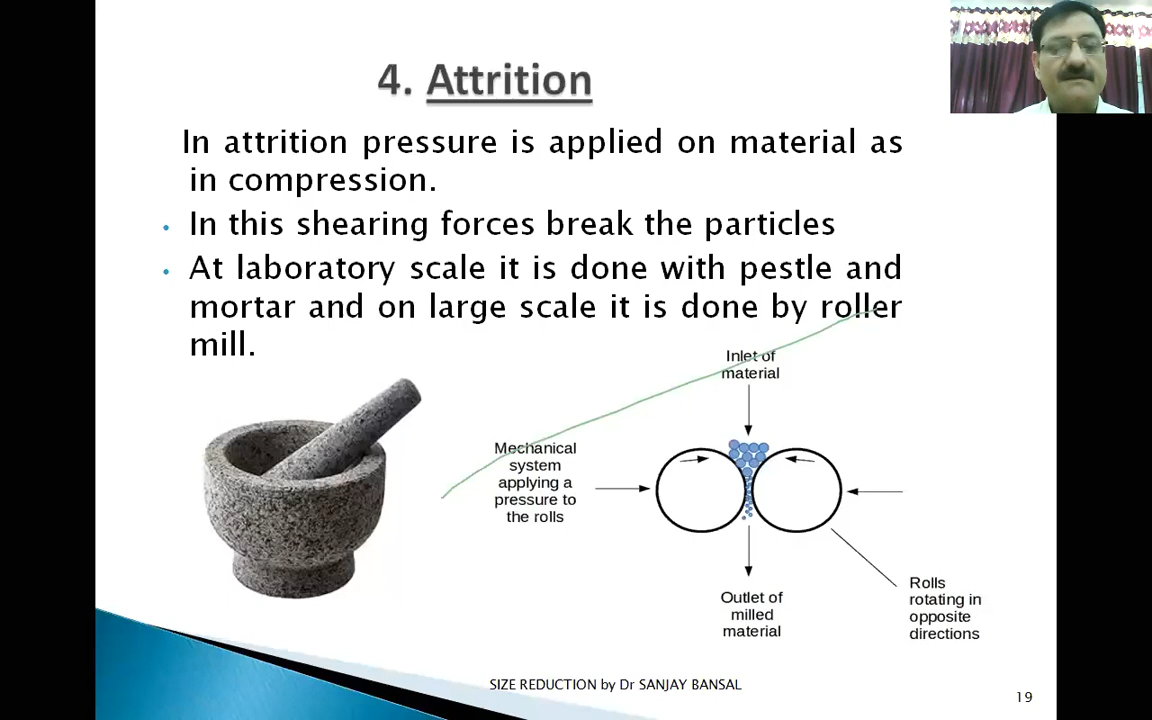 4. Attrition
In attrition pressure is applied on material as
in compression.
• In this shearing forces break the particles
• At laboratory scale it is done with pestle and
mortar and on large scale it is done by roller
mill.
Inlet of
material
Mechanical
system
applying a
pressure to
the rolls
Outlet of
milled
material
Rolls
rotating in
opposite
directions
SIZE REDUCTION by Dr SANJAY BANSAL
19